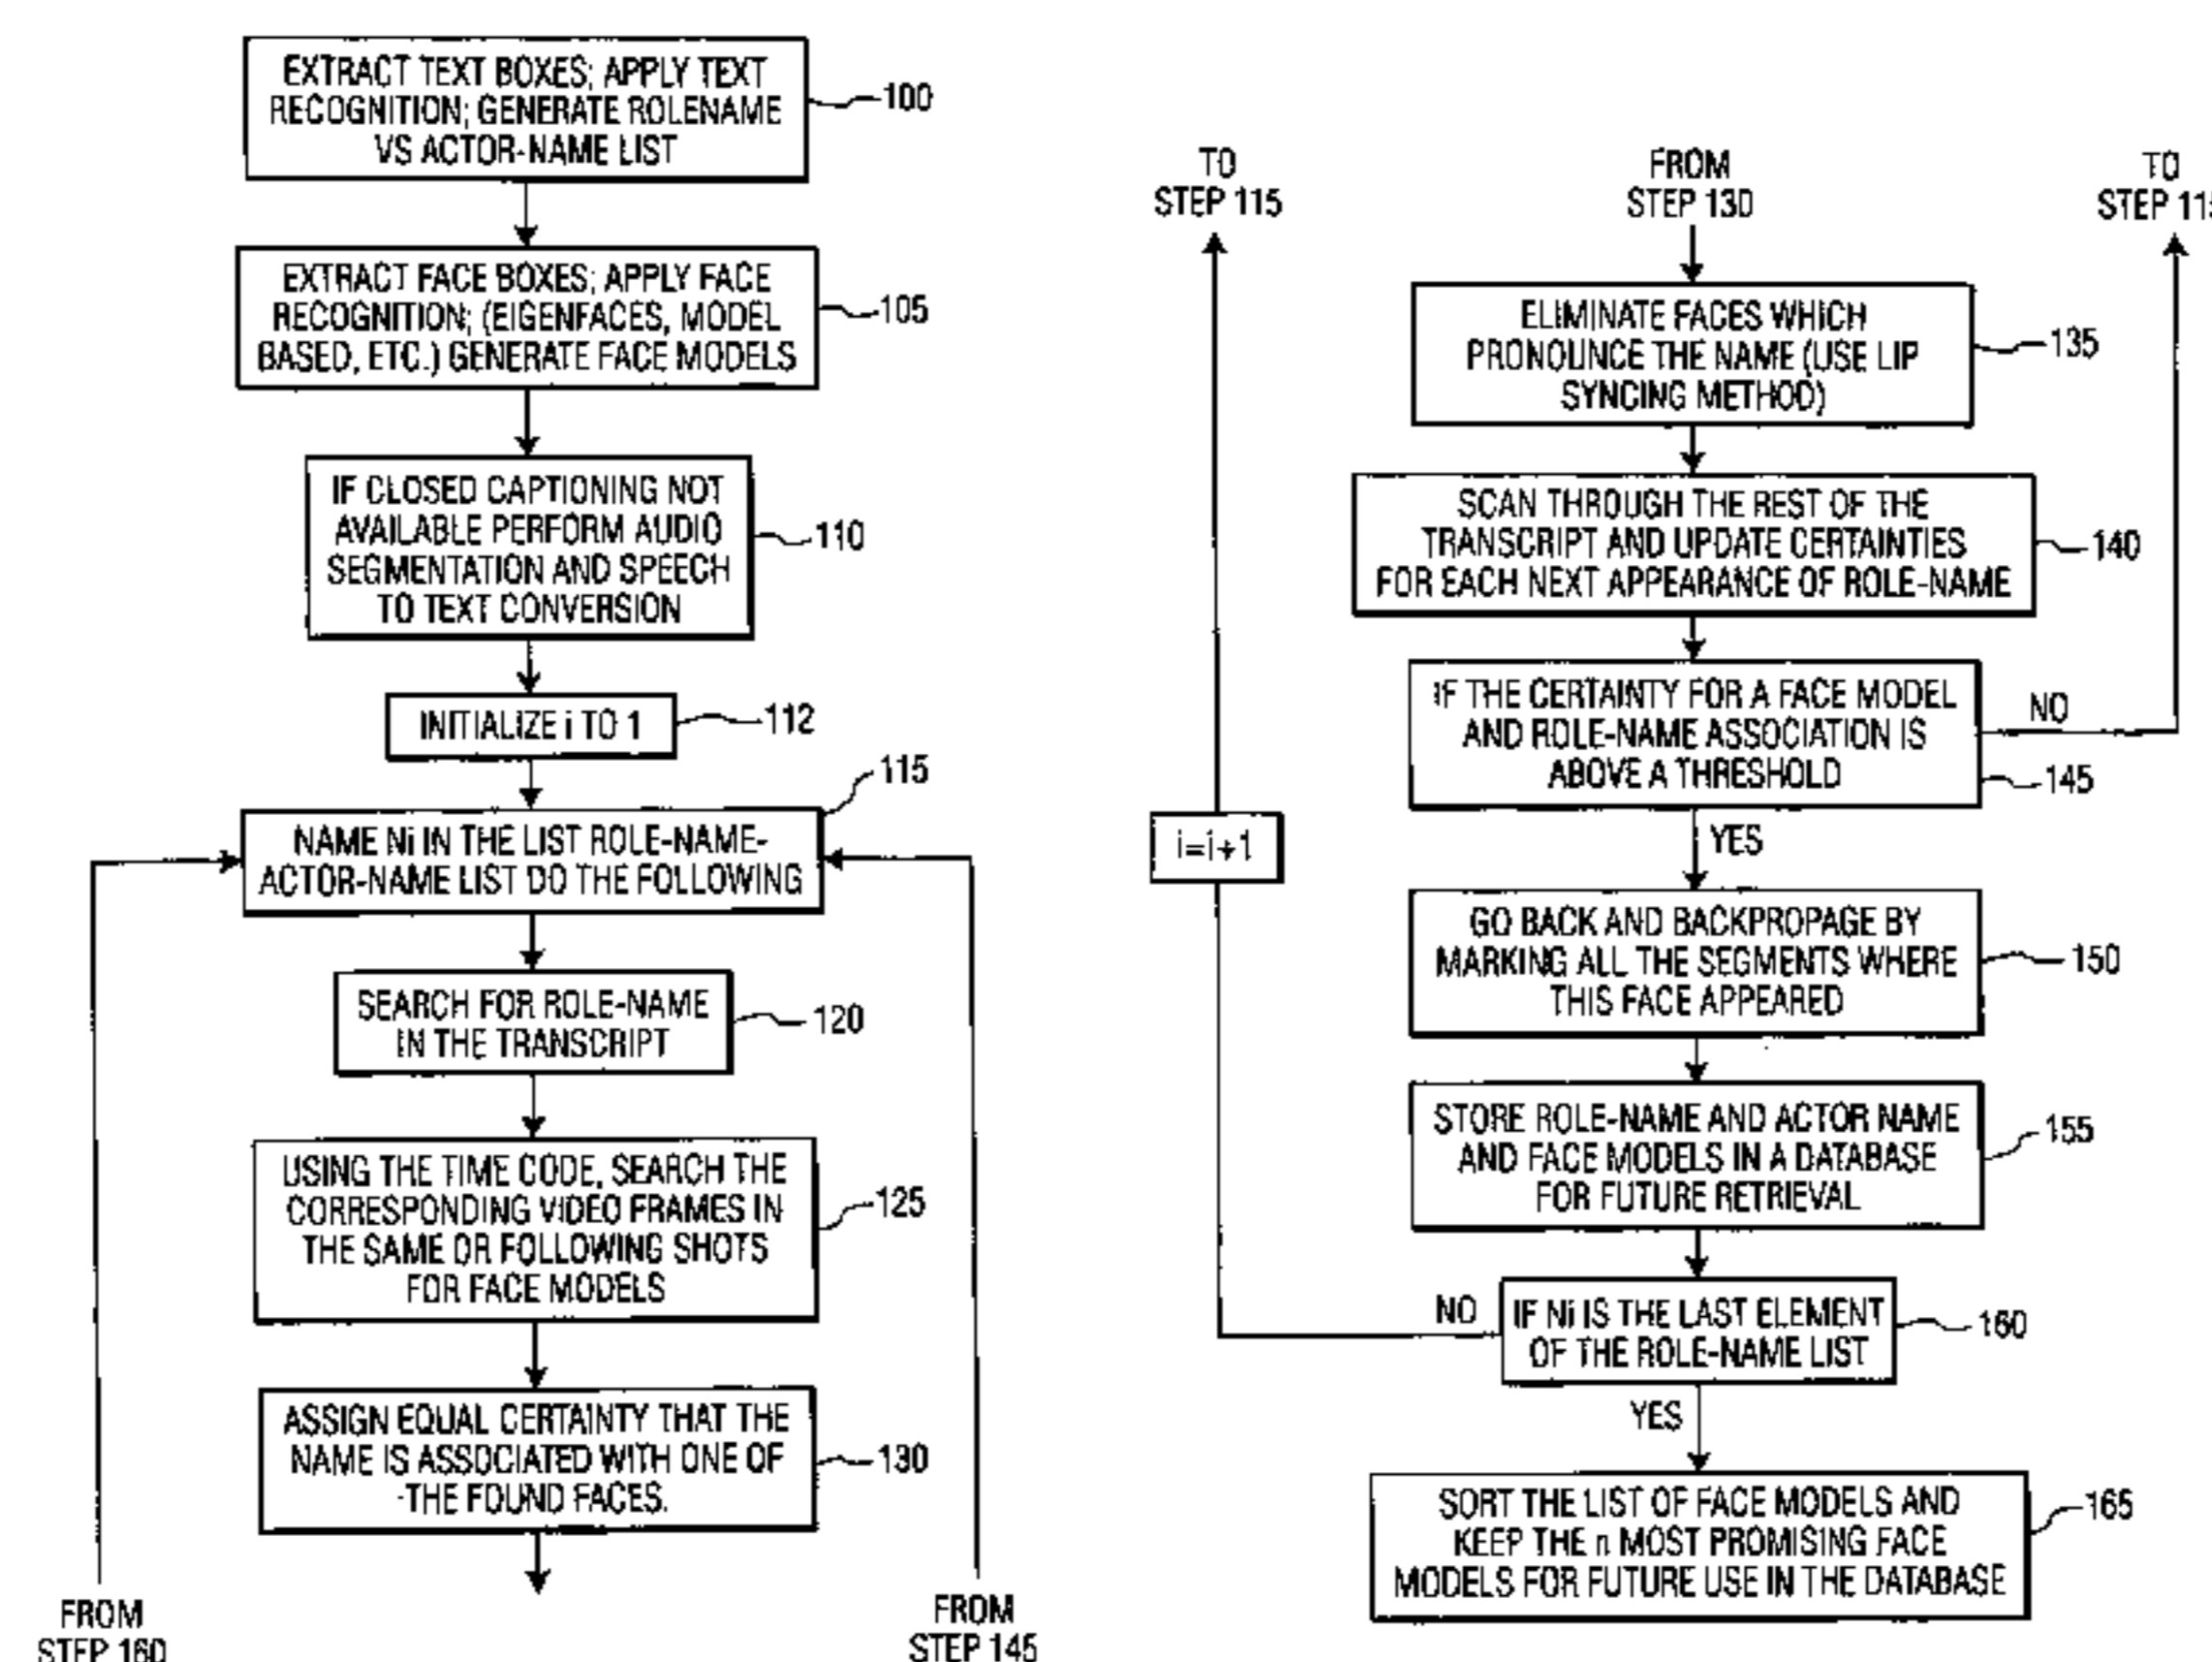 EXTRACT TEXT BOXES; APPLY TEXT
RECOGNITION; GENERATE ROLENAME
VS ACTOR-NAME LIST
100
EXTRACT FACE BOXES; APPLY FACE
RECOGNITION; (EIGENFACES, MODEL
BASED, ETC.) GENERATE FACE MODELS
105
IF CLOSED CAPTIONING NOT
AVAILABLE PERFORM AUDIO
SEGMENTATION AND SPEECH
TO TEXT CONVERSION
110
INITIALIZE i TO 1
112
115
NAME Ni IN THE LIST ROLE-NAME-
ACTOR-NAME LIST DO THE FOLLOWING
SEARCH FOR ROLE-NAME
IN THE TRANSCRIPT
120
USING THE TIME CODE, SEARCH THE
CORRESPONDING VIDEO FRAMES IN
THE SAME OR FOLLOWING SHOTS
FOR FACE MODELS
125
ASSIGN EQUAL CERTAINTY THAT THE
NAME IS ASSOCIATED WITH ONE OF
THE FOUND FACES.
130
FROM
STEP 160
FROM
STEP 145
TO
STEP 115
FROM
STEP 130
TO
STEP 115
ELIMINATE FACES WHICH
PRONOUNCE THE NAME (USE LIP
SYNCING METHOD)
135
SCAN THROUGH THE REST OF THE
TRANSCRIPT AND UPDATE CERTAINTIES
FOR EACH NEXT APPEARANCE OF ROLE-NAME
140
IF THE CERTAINTY FOR A FACE MODEL
AND ROLE-NAME ASSOCIATION IS
ABOVE A THRESHOLD
NO
145
YES
i=i+1
GO BACK AND BACKPROPAGE BY
MARKING ALL THE SEGMENTS WHERE
THIS FACE APPEARED
150
STORE ROLE-NAME AND ACTOR NAME
AND FACE MODELS IN A DATABASE
FOR FUTURE RETRIEVAL
155
NO
IF Ni IS THE LAST ELEMENT
OF THE ROLE-NAME LIST
160
YES
SORT THE LIST OF FACE MODELS AND
KEEP THE n MOST PROMISING FACE
MODELS FOR FUTURE USE IN THE DATABASE
165